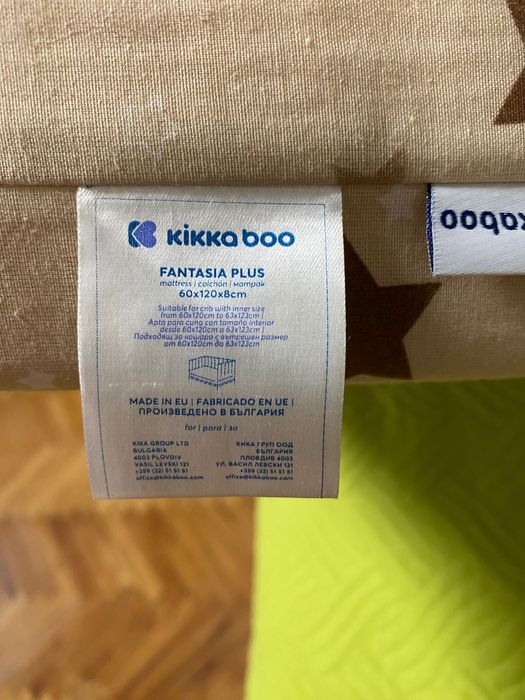 kikkaboo
FANTASIA PLUS
mattress | colchón | матрак
60x120x8cm
Suitable for crib with inner size
from 60x120cm to 63x123cm |
Apta para cuna con tamaño interior
desde 60x120cm a 63x123cm |
Подходящ за кошара с вътрешен размер
от 60x120cm до 63x123cm
MADE IN EU | FABRICADO EN UE |
ПРОИЗВЕДЕНО В БЪЛГАРИЯ
for | para | за
KIKA GROUP LTD
BULGARIA
4003 PLOVDIV
VASIL LEVSKI 121
+359 (32) 51 51 51
office@kikkaboo.com
КИКА ГРУП ООД
БЪЛГАРИЯ
ПЛОВДИВ 4003
УЛ. ВАСИЛ ЛЕВСКИ 121
+359 (32) 51 51 51
office@kikkaboo.com
kaboo